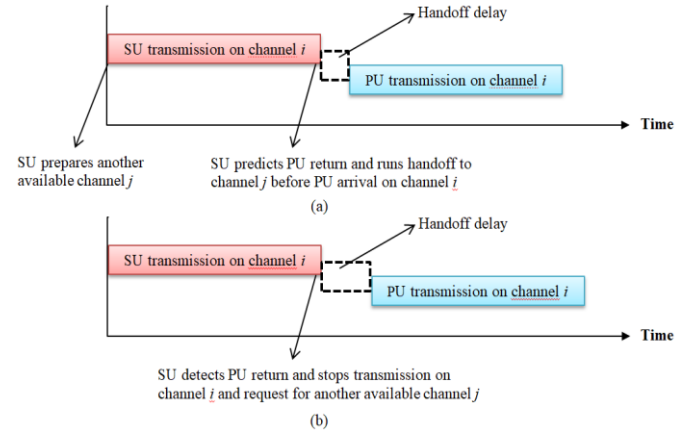 Handoff delay
SU transmission on channel i
PU transmission on channel i
Time
SU prepares another
available channel j
SU predicts PU return and runs handoff to
channel j before PU arrival on channel i
(a)
Handoff delay
SU transmission on channel i
PU transmission on channel i
Time
SU detects PU return and stops transmission on
channel i and request for another available channel j
(b)